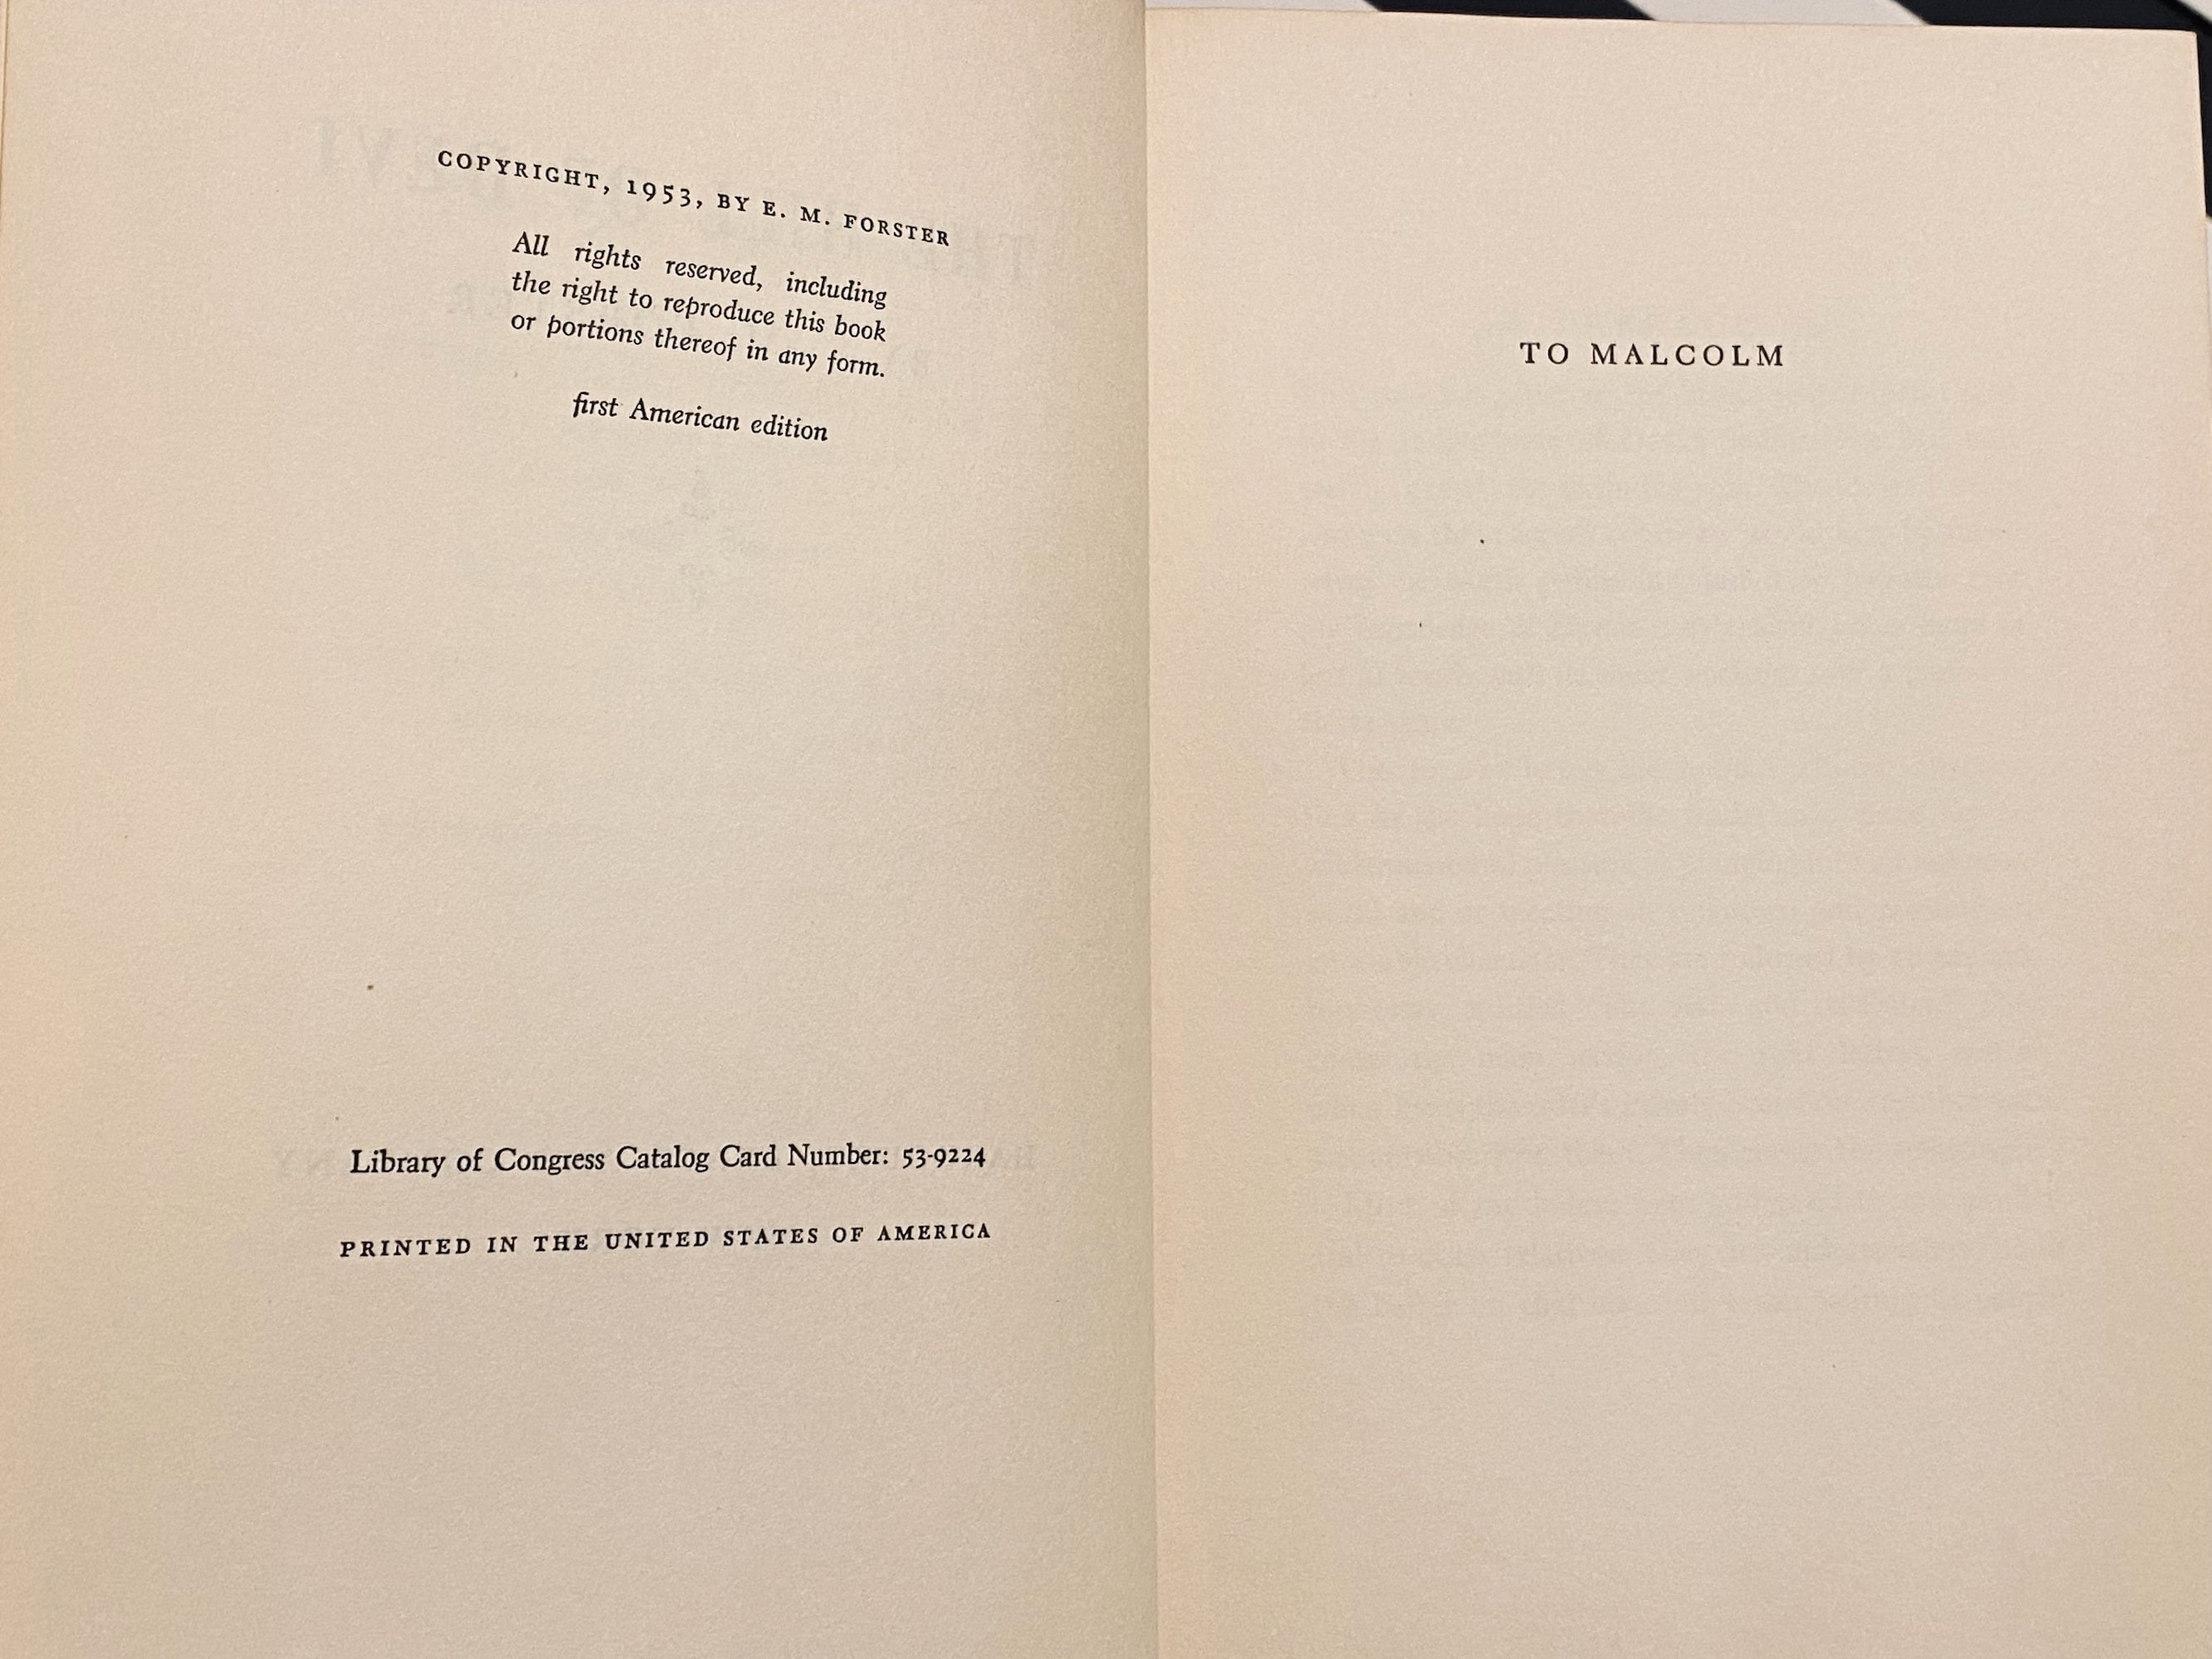 COPYRIGHT, 1953, BY E. M. FORSTER
All rights reserved, including
the right to reproduce this book
or portions thereof in any form.
first American edition
Library of Congress Catalog Card Number: 53-9224
PRINTED IN THE UNITED STATES OF AMERICA
TO MALCOLM